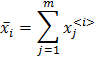 x̄ᵢ = ∑ⱼ₌₁ᵐ xⱼ^{<i>}